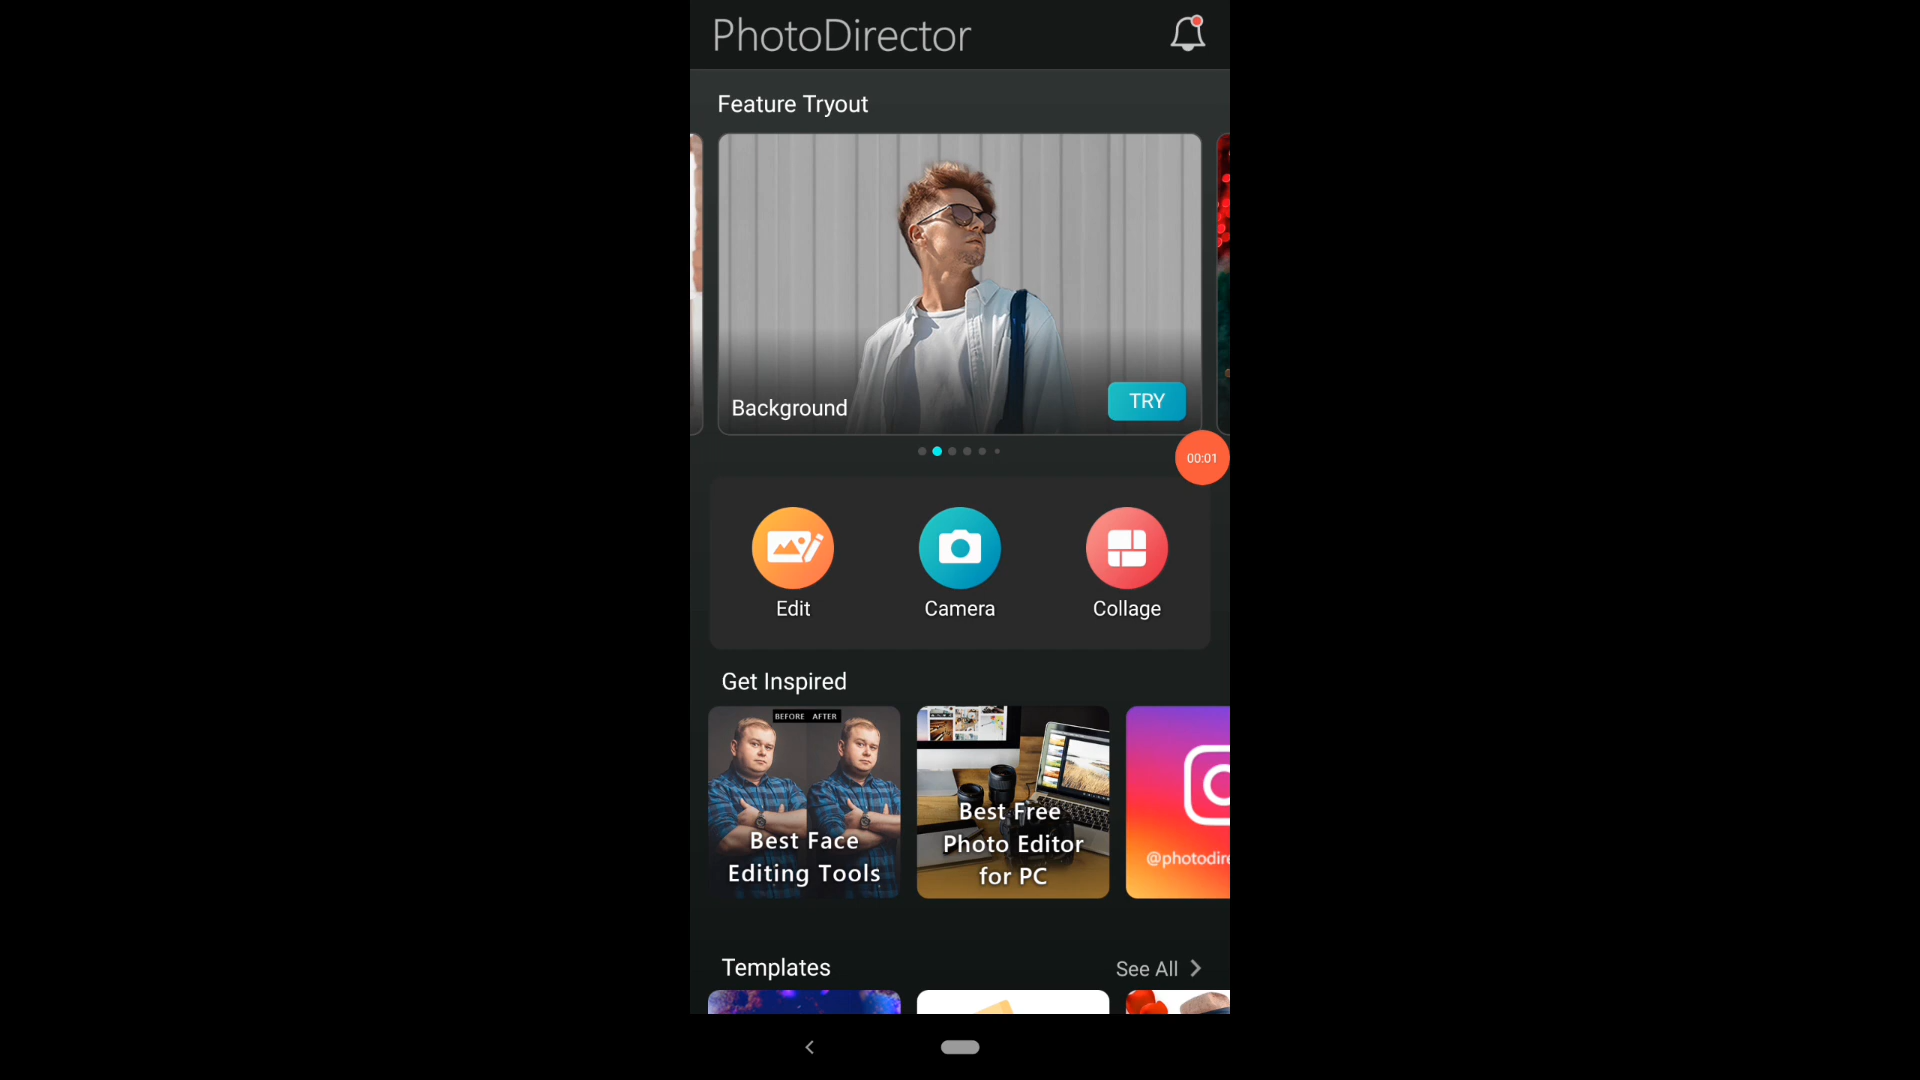 PhotoDirector
Feature Tryout
Background
TRY
00:01
Edit
Camera
Collage
Get Inspired
BEFORE AFTER
Best Face
Editing Tools
Best Free
Photo Editor
for PC
@photodire
Templates
See All